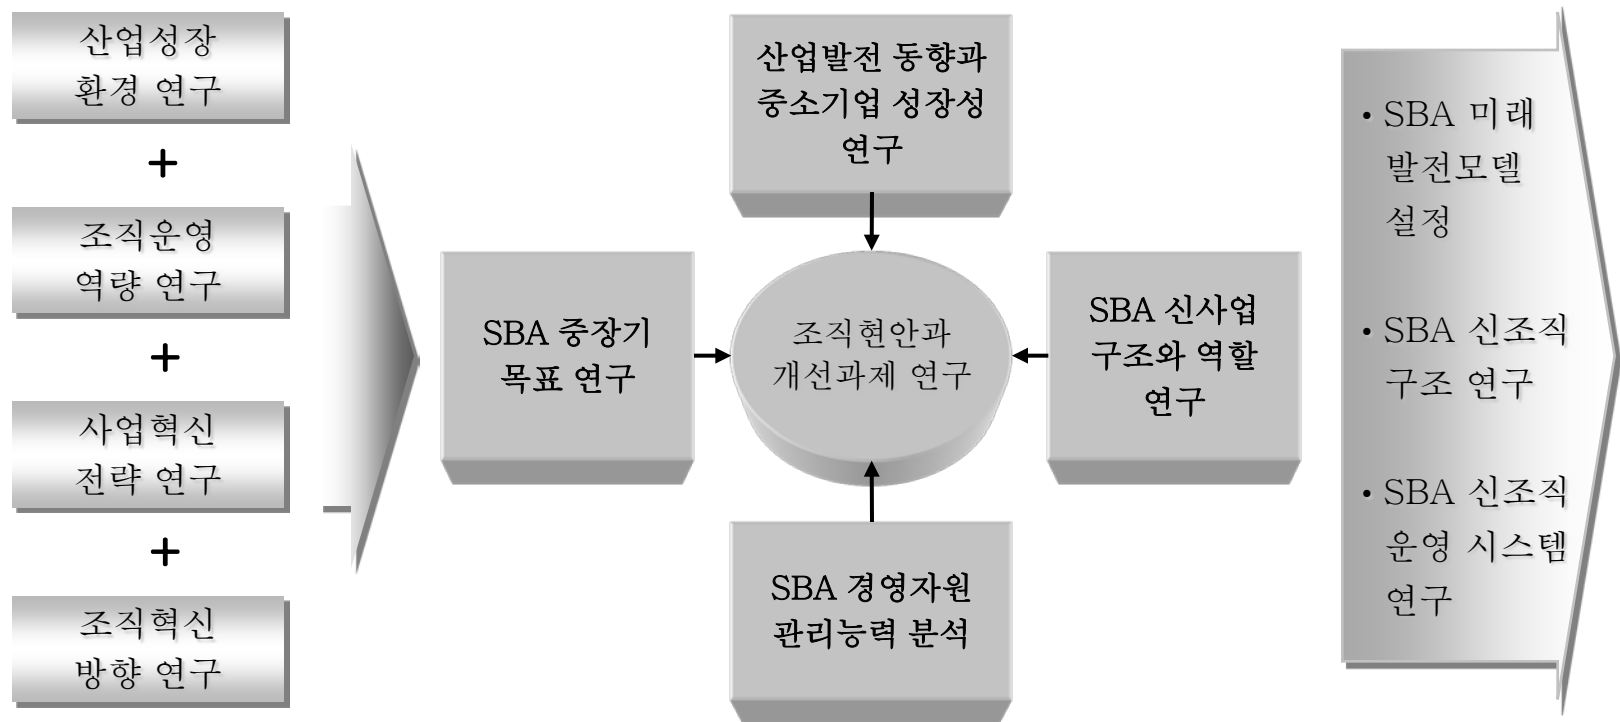 산업성장
환경 연구
+
조직운영
역량 연구
+
사업혁신
전략 연구
+
조직혁신
방향 연구
산업발전 동향과
중소기업 성장성
연구
SBA 중장기
목표 연구
조직현안과
개선과제 연구
SBA 신사업
구조와 역할
연구
SBA 경영자원
관리능력 분석
• SBA 미래
발전모델
설정
• SBA 신조직
구조 연구
• SBA 신조직
운영 시스템
연구